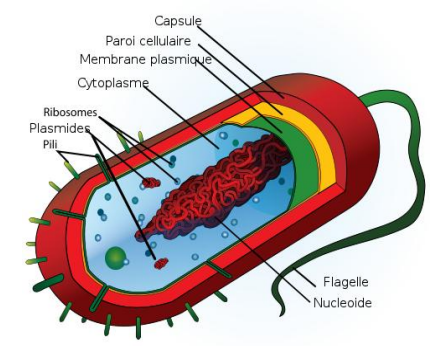 Capsule
Paroi cellulaire
Membrane plasmique
Cytoplasme
Ribosomes
Plasmides
Pili
Flagelle
Nucleoide